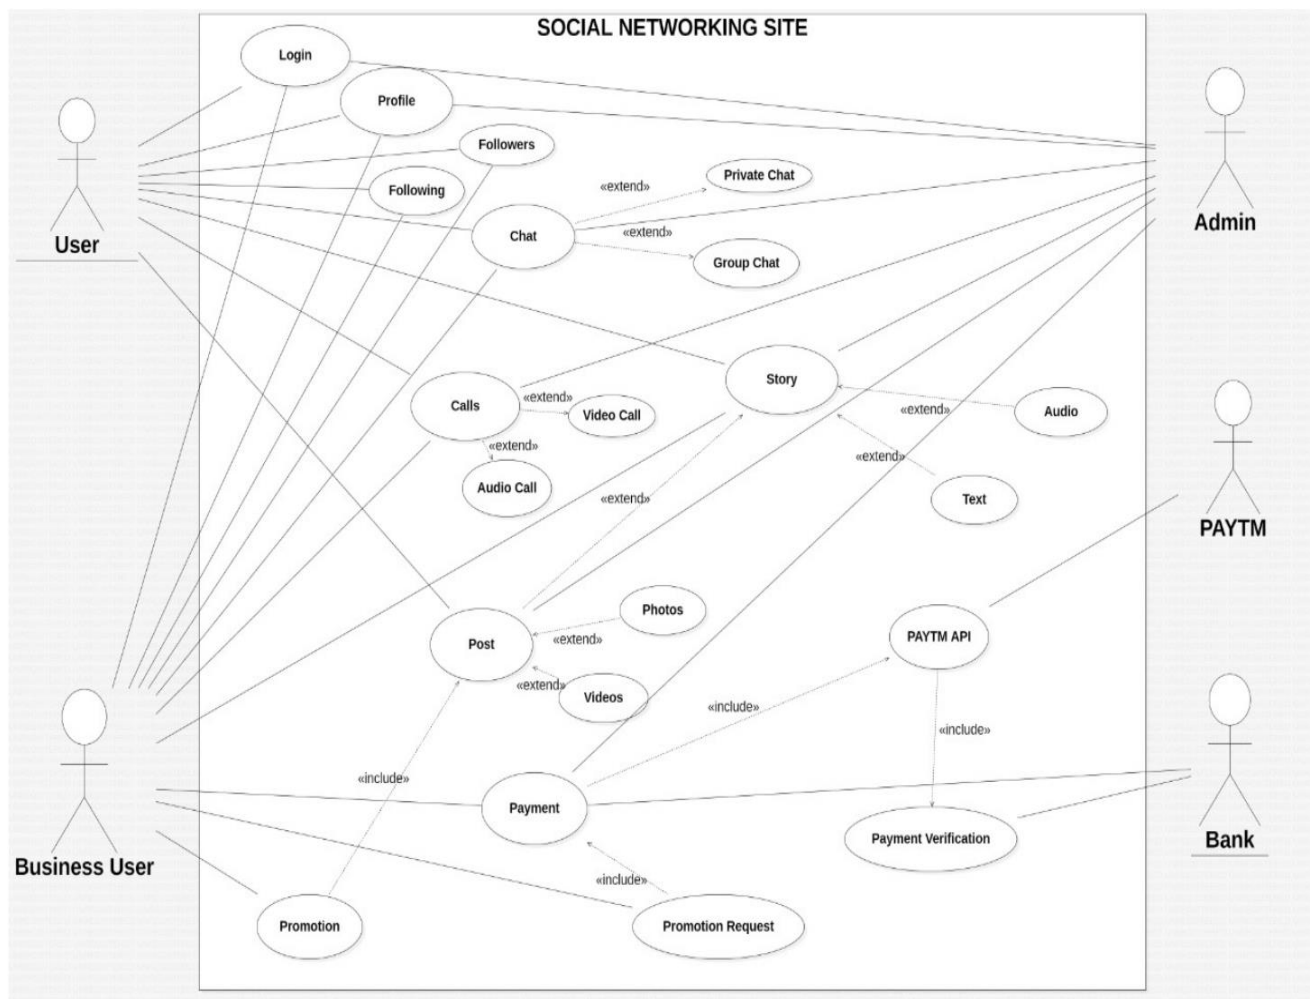 SOCIAL NETWORKING SITE
Login
Profile
Followers
Private Chat
«extend»
Following
Admin
Chat
«extend»
User
Group Chat
Story
«extend»
Calls
«extend»
Audio
Video Call
«extend»
«extend»
Audio Call
«extend»
Text
PAYTM
Photos
Post
«extend»
PAYTM API
«extend»
Videos
«include»
«include»
«include»
Payment
Payment Verification
Bank
Business User
«include»
Promotion
Promotion Request